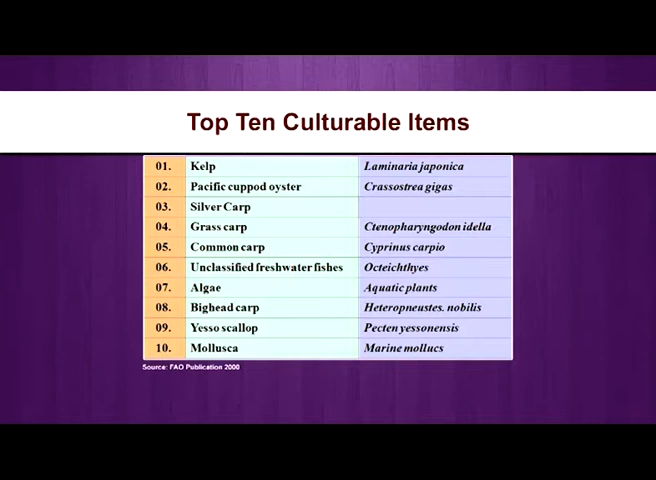 Top Ten Culturable Items
01. Kelp Laminaria japonica
02. Pacific cuppod oyster Crassostrea gigas
03. Silver Carp
04. Grass carp Ctenopharyngodon idella
05. Common carp Cyprinus carpio
06. Unclassified freshwater fishes Octeichthyes
07. Algae Aquatic plants
08. Bighead carp Heteropneustes. nobilis
09. Yesso scallop Pecten yessonensis
10. Mollusca Marine mollucs
Source: FAO Publication 2000